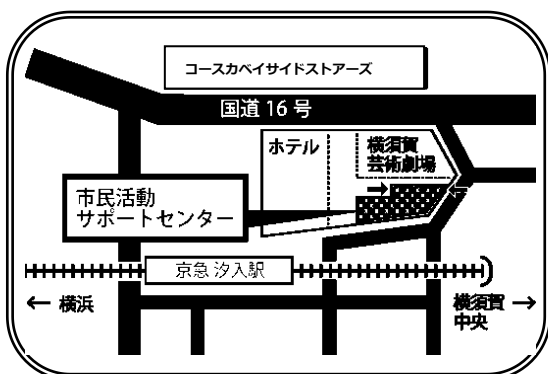 コースカベイサイドストアーズ
国道 16 号
ホテル
横須賀
芸術劇場
市民活動
サポートセンター
京急 汐入駅
← 横浜
横須賀 →
中央